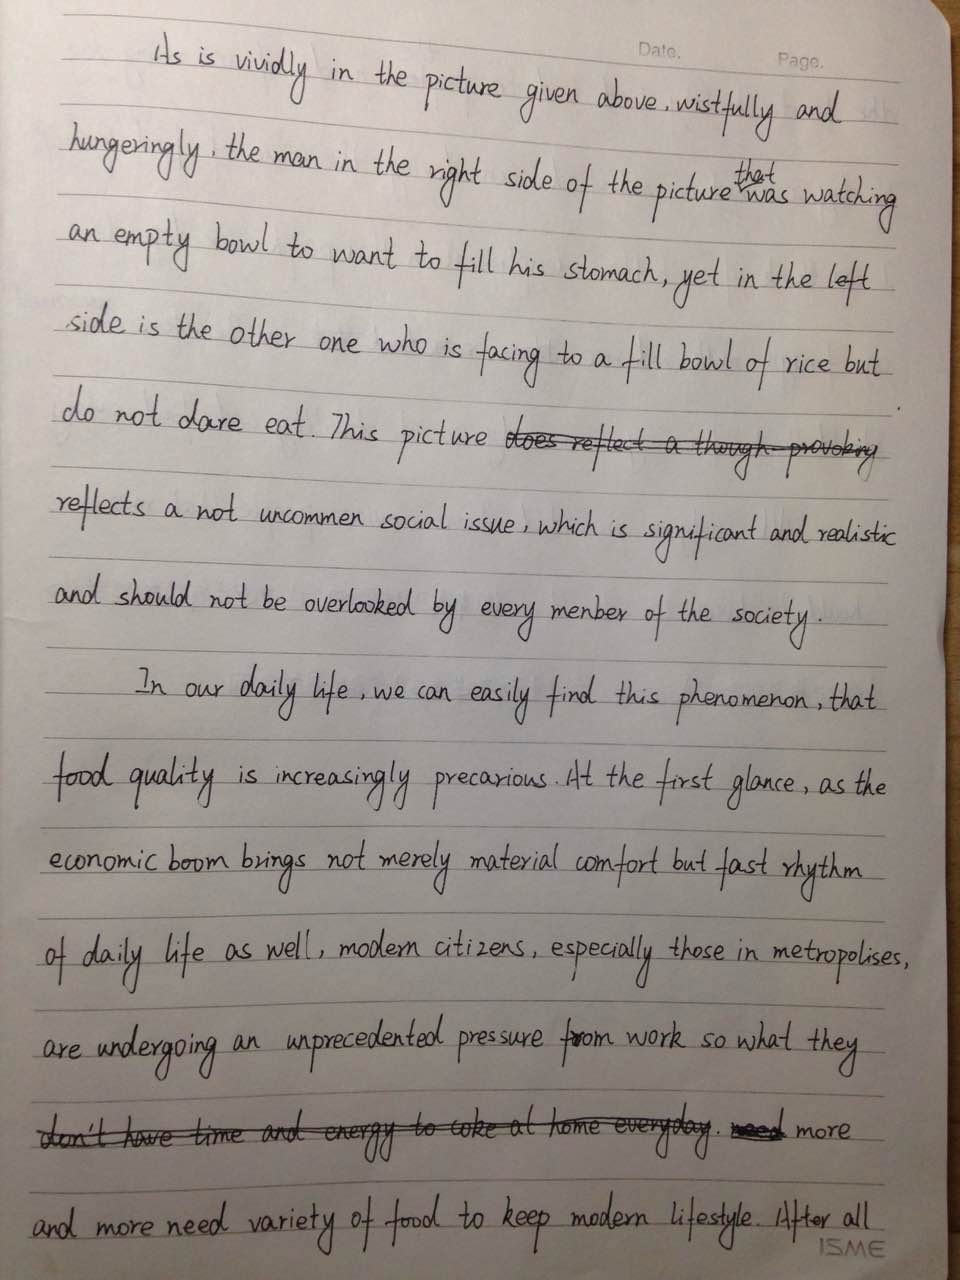 Date. Page.
As is vividly in the picture given above, wistfully and
hungeringly, the man in the right side of the picture that was watching
an empty bowl to want to fill his stomach, yet in the left
side is the other one who is facing to a fill bowl of rice but
do not dare eat. This picture does reflect a though-provoking
reflects a not uncommen social issue, which is significant and realistic
and should not be overlooked by every menber of the society.
In our daily life, we can easily find this phenomenon, that
food quality is increasingly precarious. At the first glance, as the
economic boom brings not merely material comfort but fast rhythm
of daily life as well, modern citizens, especially those in metropolises,
are undergoing an unprecedented pressure from work so what they
don't have time and energy to coke at home everyday. need more
and more need variety of food to keep modern lifestyle. After all
ISME